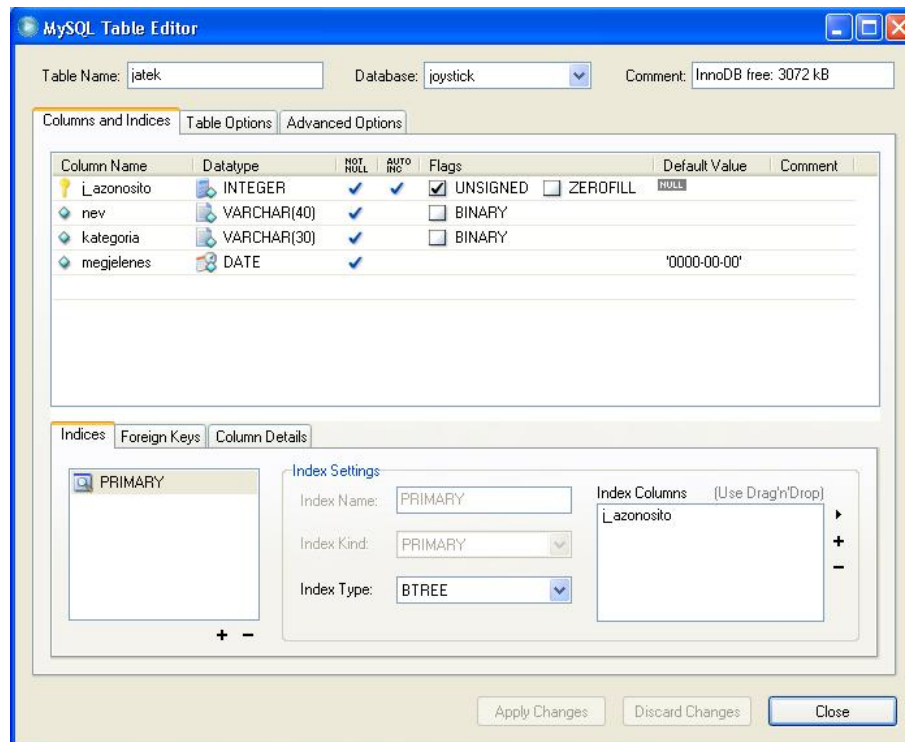 MySQL Table Editor
Table Name: jatek Database: joystick Comment: InnoDB free: 3072 kB
Columns and Indices Table Options Advanced Options
Column Name Datatype NOT NULL AUTO INC Flags Default Value Comment
j_azonosito INTEGER UNSIGNED ZEROFILL NULL
nev VARCHAR(40) BINARY
kategoria VARCHAR(30) BINARY
megjelenes DATE '0000-00-00'
Indices Foreign Keys Column Details
PRIMARY
Index Settings
Index Name: PRIMARY
Index Kind: PRIMARY
Index Type: BTREE
Index Columns (Use Drag'n'Drop)
j_azonosito
Apply Changes Discard Changes Close